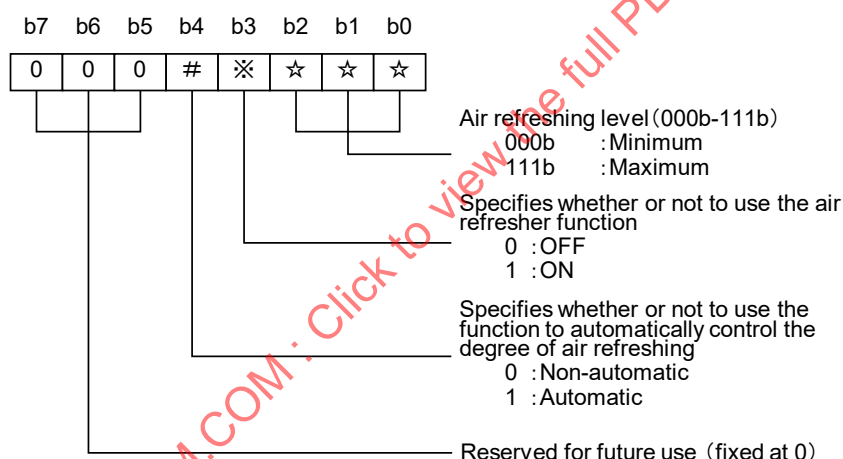 b7 b6 b5 b4 b3 b2 b1 b0
0 0 0 # ※ ☆ ☆ ☆
Air refreshing level(000b-111b)
000b :Minimum
111b :Maximum
Specifies whether or not to use the air
refresher function
0 :OFF
1 :ON
Specifies whether or not to use the
function to automatically control the
degree of air refreshing
0 :Non-automatic
1 :Automatic
Reserved for future use (fixed at 0)
.COM : Click to view the full